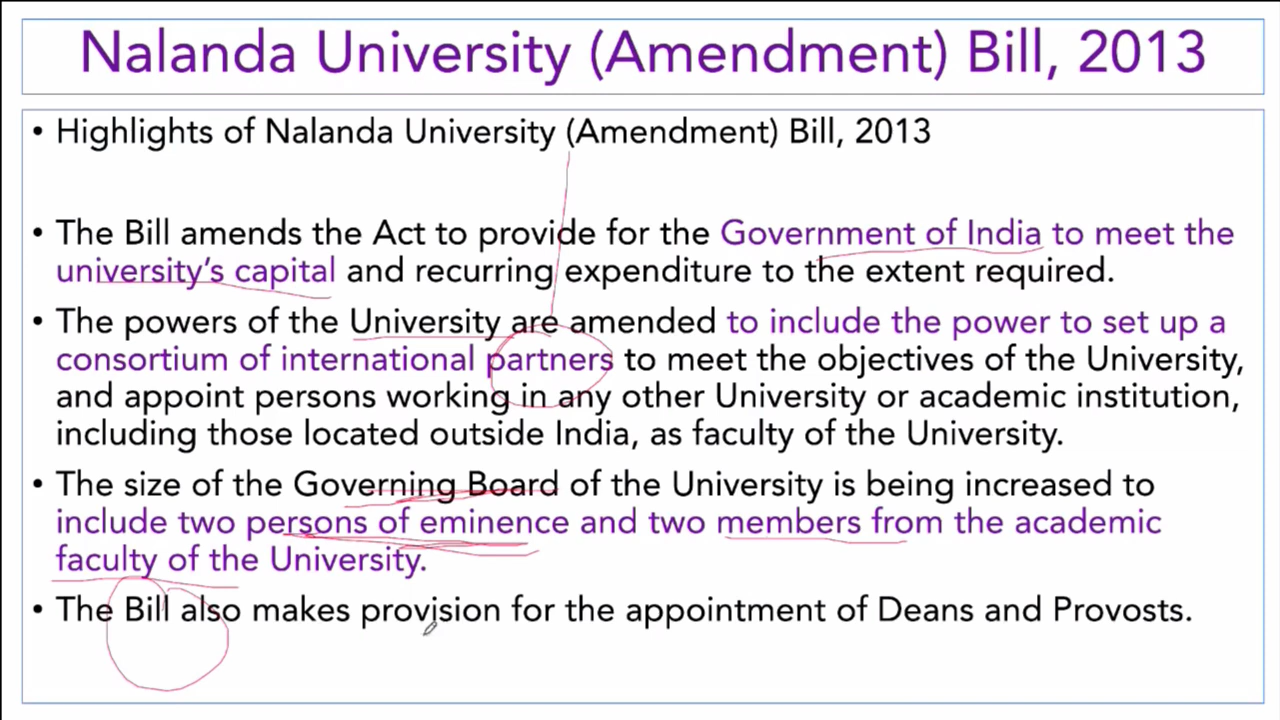 Nalanda University (Amendment) Bill, 2013
• Highlights of Nalanda University (Amendment) Bill, 2013
• The Bill amends the Act to provide for the Government of India to meet the
university’s capital and recurring expenditure to the extent required.
• The powers of the University are amended to include the power to set up a
consortium of international partners to meet the objectives of the University,
and appoint persons working in any other University or academic institution,
including those located outside India, as faculty of the University.
• The size of the Governing Board of the University is being increased to
include two persons of eminence and two members from the academic
faculty of the University.
• The Bill also makes provision for the appointment of Deans and Provosts.